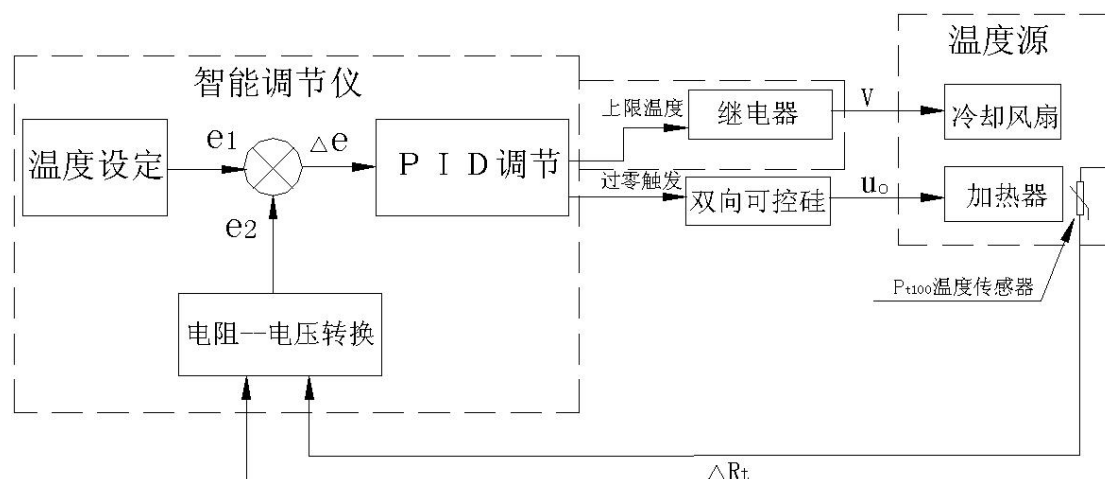 温度源
智能调节仪
上限温度
继电器
V
冷却风扇
温度设定
e1
△e
PID调节
过零触发
双向可控硅
uo
加热器
e2
Pt100温度传感器
电阻--电压转换
△Rt